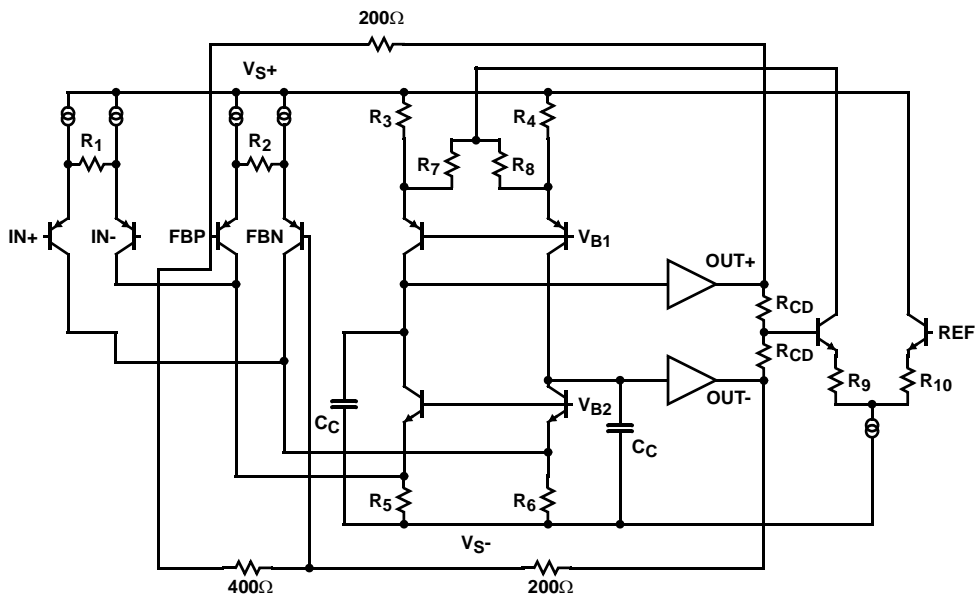 200Ω
VS+
R3
R4
R1
R2
R7
R8
IN+
IN-
FBP
FBN
VB1
OUT+
RCD
REF
RCD
R9
R10
OUT-
VB2
CC
CC
R5
R6
VS-
400Ω
200Ω